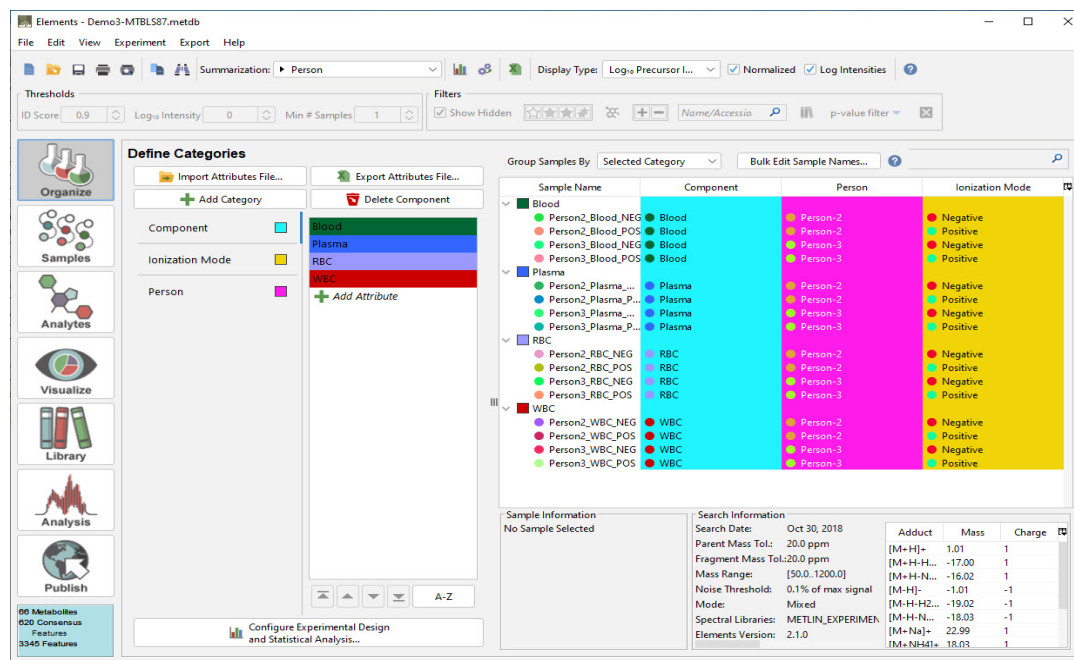 Elements - Demo3-MTBLS87.metdb
File Edit View Experiment Export Help
Summarization: Person
Display Type: Log₁₀ Precursor I... Normalized Log Intensities
Thresholds
ID Score 0.9 Log₁₀ Intensity 0 Min # Samples 1
Filters
Show Hidden Name/Accessio. p-value filter
Organize
Samples
Analytes
Visualize
Library
Analysis
Publish
66 Metabolites
620 Consensus
Features
3345 Features
Define Categories
Import Attributes File... Export Attributes File...
Add Category Delete Component
Component
Ionization Mode
Person
Blood
Plasma
RBC
WBC
Add Attribute
A-Z
Configure Experimental Design
and Statistical Analysis...
Group Samples By Selected Category Bulk Edit Sample Names...
Sample Name Component Person Ionization Mode
Blood
Person2_Blood_NEG Blood Person-2 Negative
Person2_Blood_POS Blood Person-2 Positive
Person3_Blood_NEG Blood Person-3 Negative
Person3_Blood_POS Blood Person-3 Positive
Plasma
Person2_Plasma_... Plasma Person-2 Negative
Person2_Plasma_P... Plasma Person-2 Positive
Person3_Plasma_... Plasma Person-3 Negative
Person3_Plasma_P... Plasma Person-3 Positive
RBC
Person2_RBC_NEG RBC Person-2 Negative
Person2_RBC_POS RBC Person-2 Positive
Person3_RBC_NEG RBC Person-3 Negative
Person3_RBC_POS RBC Person-3 Positive
WBC
Person2_WBC_NEG WBC Person-2 Negative
Person2_WBC_POS WBC Person-2 Positive
Person3_WBC_NEG WBC Person-3 Negative
Person3_WBC_POS WBC Person-3 Positive
Sample Information
No Sample Selected
Search Information
Search Date: Oct 30, 2018
Parent Mass Tol.: 20.0 ppm
Fragment Mass Tol.:20.0 ppm
Mass Range: [50.0..1200.0]
Noise Threshold: 0.1% of max signal
Mode: Mixed
Spectral Libraries: METLIN_EXPERIMEN
Elements Version: 2.1.0
Adduct Mass Charge
[M+H]+ 1.01 1
[M+H-H... -17.00 1
[M+H-N... -16.02 1
[M-H]- -1.01 -1
[M-H-H2... -19.02 -1
[M-H-N... -18.03 -1
[M+Na]+ 22.99 1
[M+NH4]+ 18.03 1